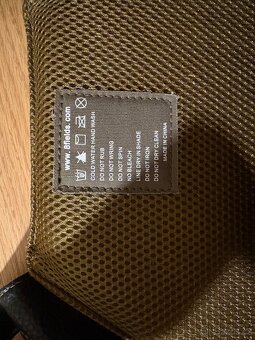 www.8fields.com
COLD WATER HAND WASH
DO NOT RUB
DO NOT WRING
DO NOT SPIN
NO BLEACH
LINE DRY IN SHADE
DO NOT IRON
DO NOT DRY CLEAN
MADE IN CHINA